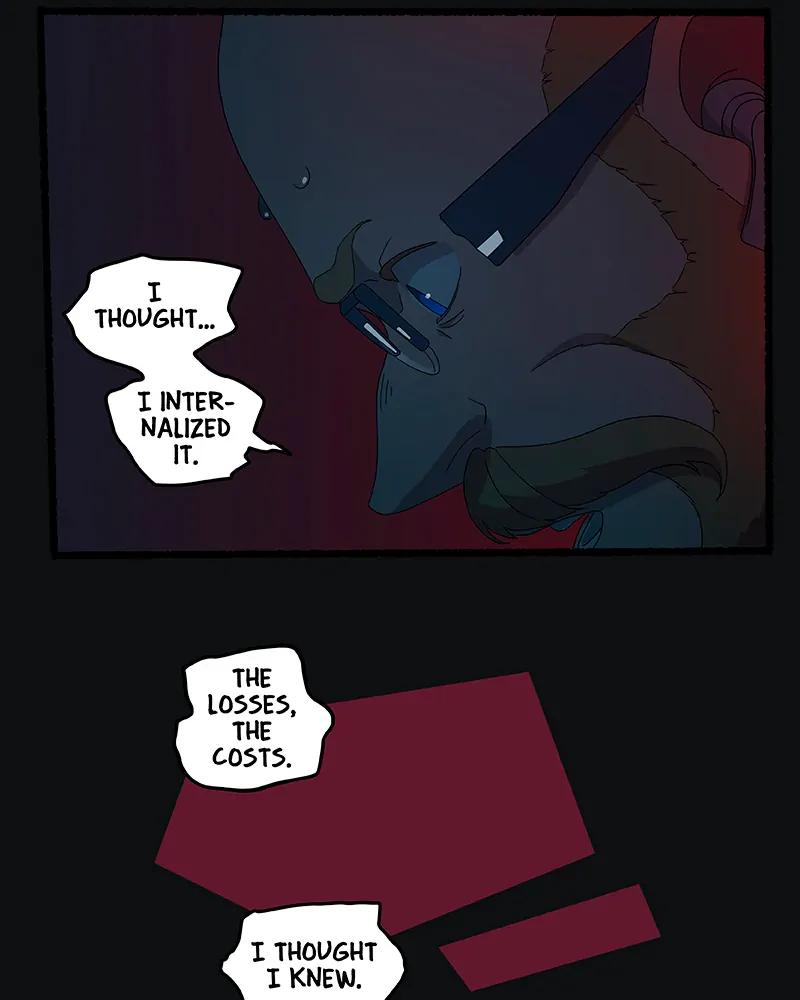 I
THOUGHT...
I INTER-
NALIZED
IT.
THE
LOSSES,
THE
COSTS.
I THOUGHT
I KNEW.